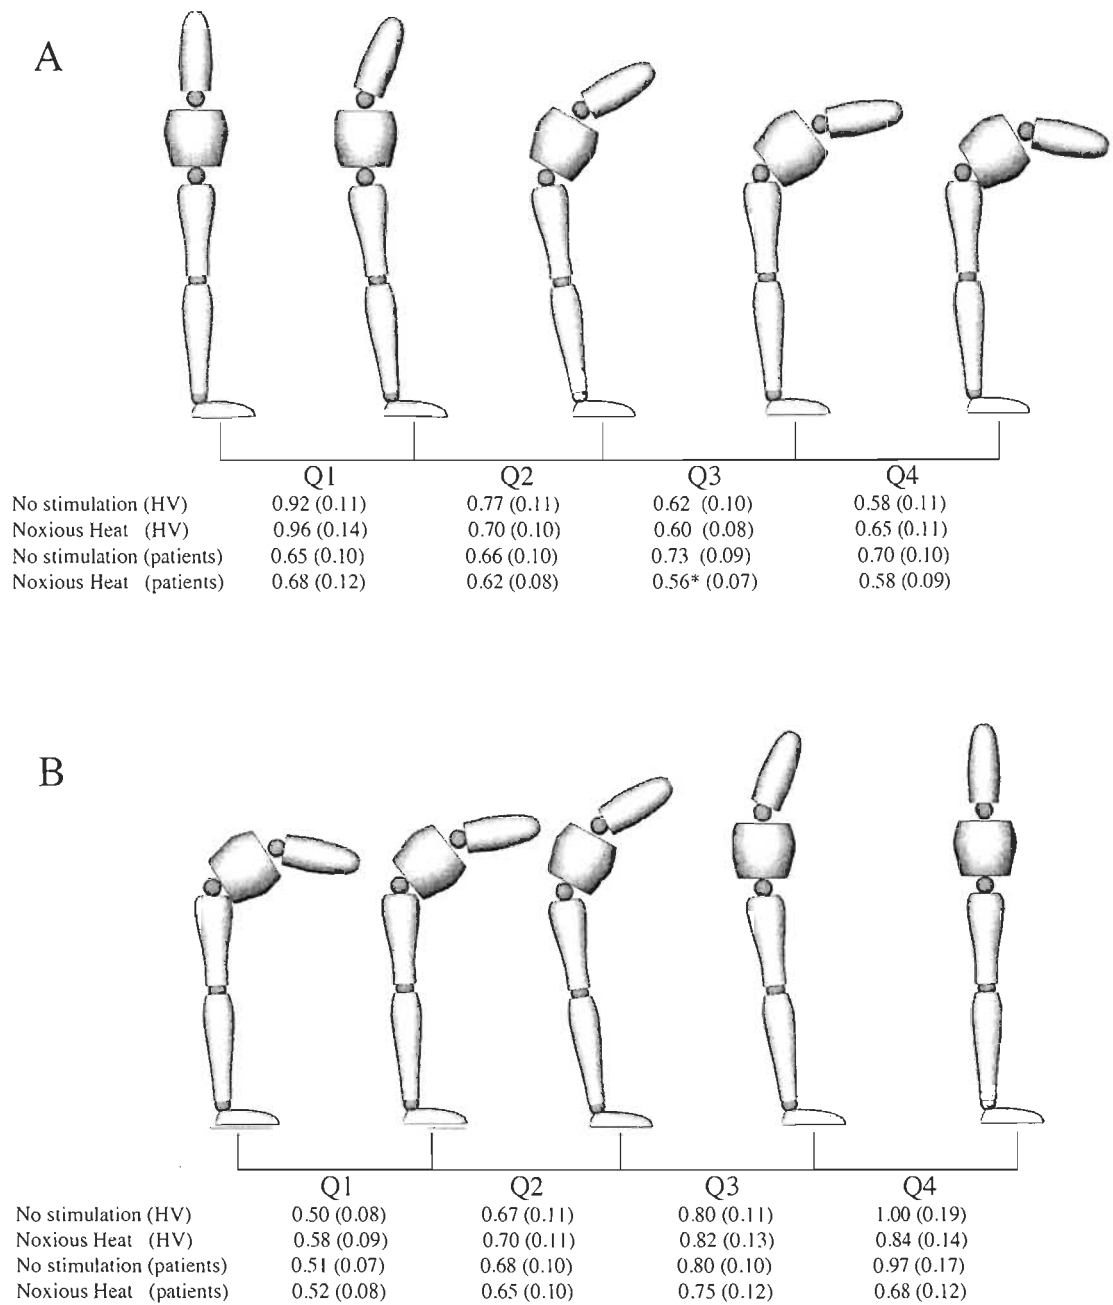 A
Q1 Q2 Q3 Q4
No stimulation (HV) 0.92 (0.11) 0.77 (0.11) 0.62 (0.10) 0.58 (0.11)
Noxious Heat (HV) 0.96 (0.14) 0.70 (0.10) 0.60 (0.08) 0.65 (0.11)
No stimulation (patients) 0.65 (0.10) 0.66 (0.10) 0.73 (0.09) 0.70 (0.10)
Noxious Heat (patients) 0.68 (0.12) 0.62 (0.08) 0.56* (0.07) 0.58 (0.09)
B
Q1 Q2 Q3 Q4
No stimulation (HV) 0.50 (0.08) 0.67 (0.11) 0.80 (0.11) 1.00 (0.19)
Noxious Heat (HV) 0.58 (0.09) 0.70 (0.11) 0.82 (0.13) 0.84 (0.14)
No stimulation (patients) 0.51 (0.07) 0.68 (0.10) 0.80 (0.10) 0.97 (0.17)
Noxious Heat (patients) 0.52 (0.08) 0.65 (0.10) 0.75 (0.12) 0.68 (0.12)